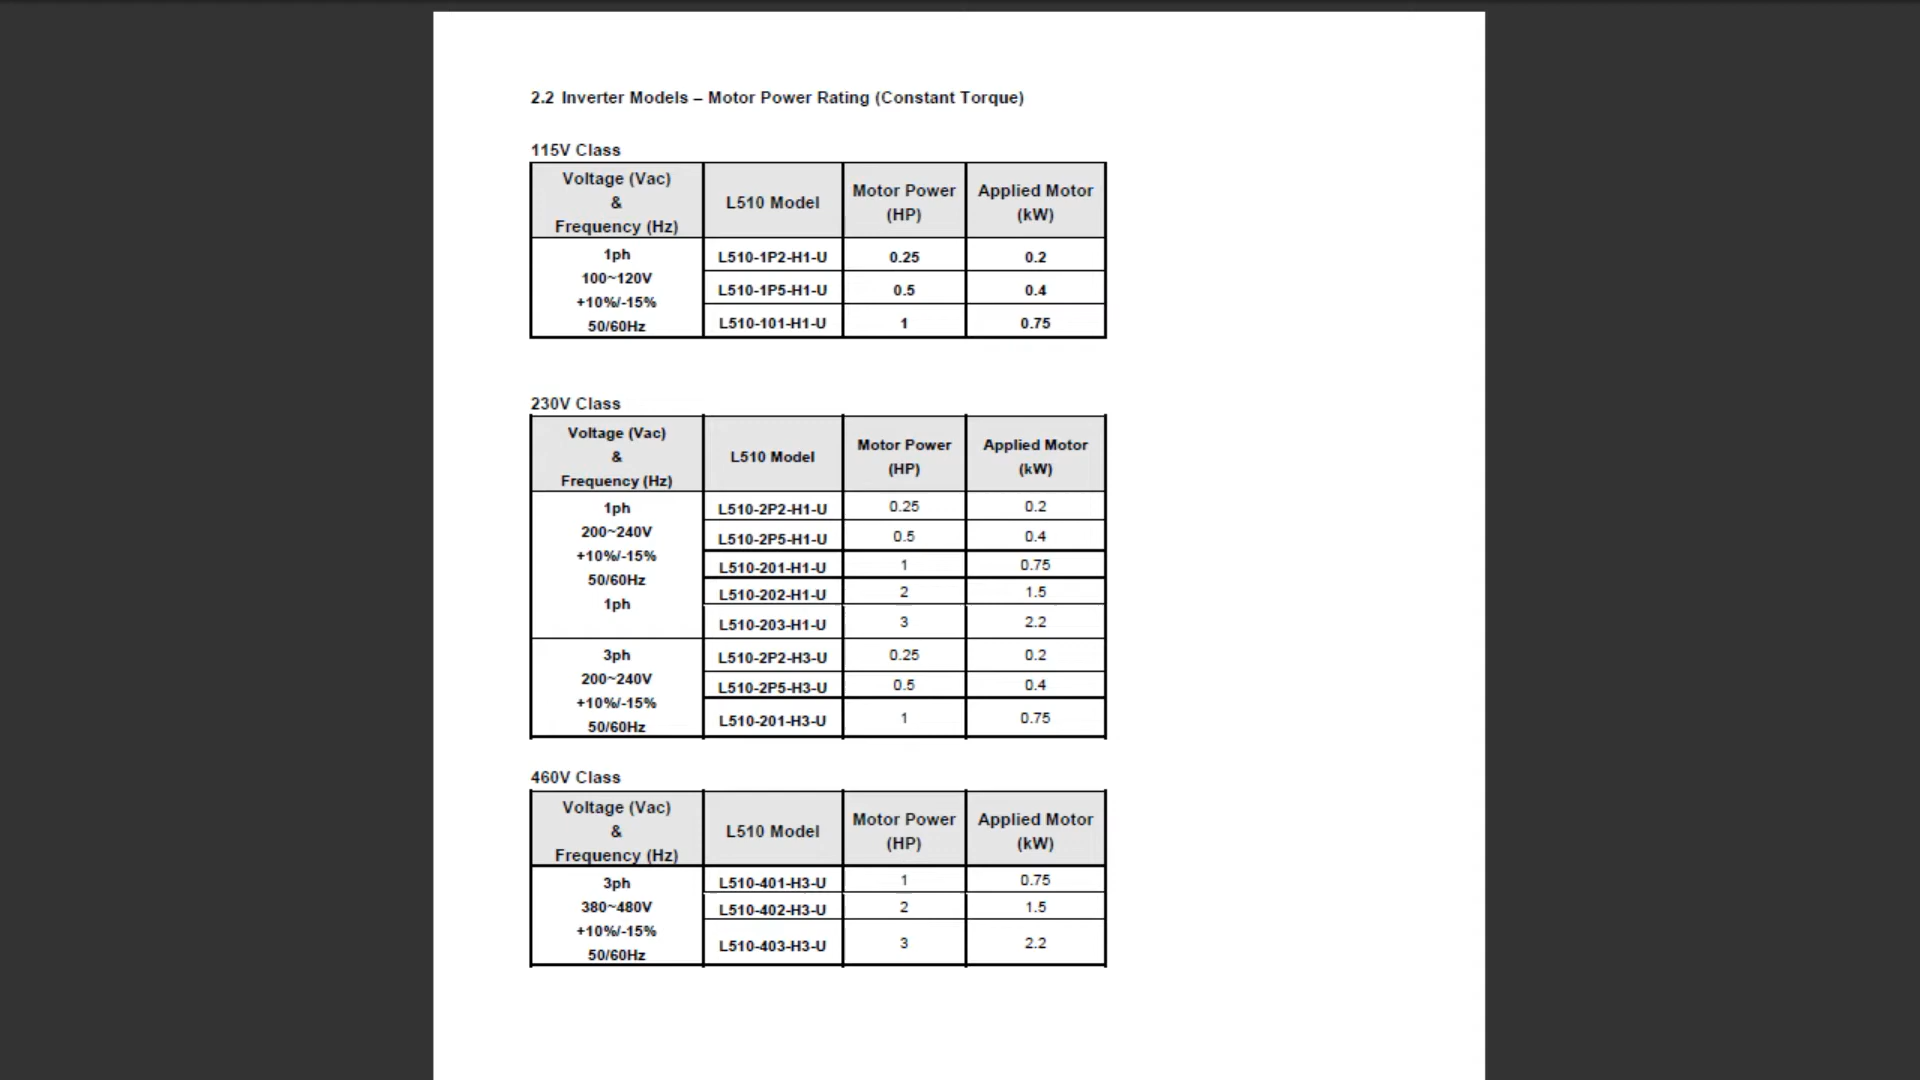 2.2 Inverter Models – Motor Power Rating (Constant Torque)
115V Class
Voltage (Vac)
&
Frequency (Hz)
L510 Model
Motor Power
(HP)
Applied Motor
(kW)
1ph
100~120V
+10%/-15%
50/60Hz
L510-1P2-H1-U 0.25 0.2
L510-1P5-H1-U 0.5 0.4
L510-101-H1-U 1 0.75
230V Class
Voltage (Vac)
&
Frequency (Hz)
L510 Model
Motor Power
(HP)
Applied Motor
(kW)
1ph
200~240V
+10%/-15%
50/60Hz
1ph
L510-2P2-H1-U 0.25 0.2
L510-2P5-H1-U 0.5 0.4
L510-201-H1-U 1 0.75
L510-202-H1-U 2 1.5
L510-203-H1-U 3 2.2
3ph
200~240V
+10%/-15%
50/60Hz
L510-2P2-H3-U 0.25 0.2
L510-2P5-H3-U 0.5 0.4
L510-201-H3-U 1 0.75
460V Class
Voltage (Vac)
&
Frequency (Hz)
L510 Model
Motor Power
(HP)
Applied Motor
(kW)
3ph
380~480V
+10%/-15%
50/60Hz
L510-401-H3-U 1 0.75
L510-402-H3-U 2 1.5
L510-403-H3-U 3 2.2